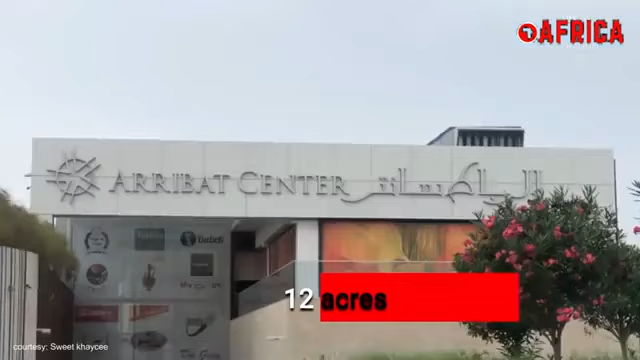 AFRICA
ARRIBAT CENTER الرباط سنتر
12 acres
courtesy: Sweet khaycee